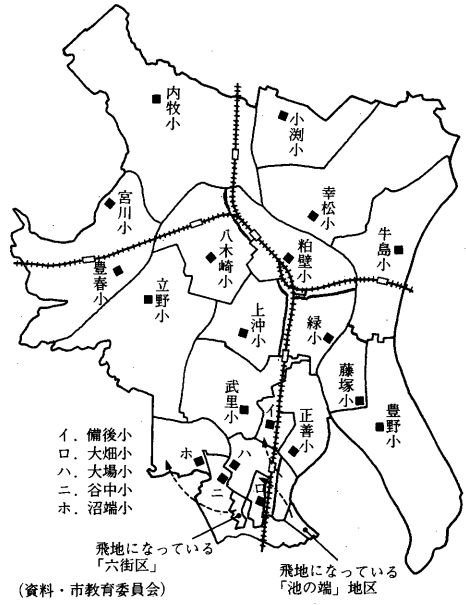 内牧小
小渕小
宮川小
幸松小
牛島小
八木崎小
粕壁小
豊春小
立野小
上沖小
緑小
藤塚小
武里小
イ
正善小
豊野小
イ．備後小
ロ．大畑小
ハ．大場小
ニ．谷中小
ホ．沼端小
ホ
ハ
ニ
ロ
飛地になっている
「六街区」
飛地になっている
「池の端」地区
(資料・市教育委員会)